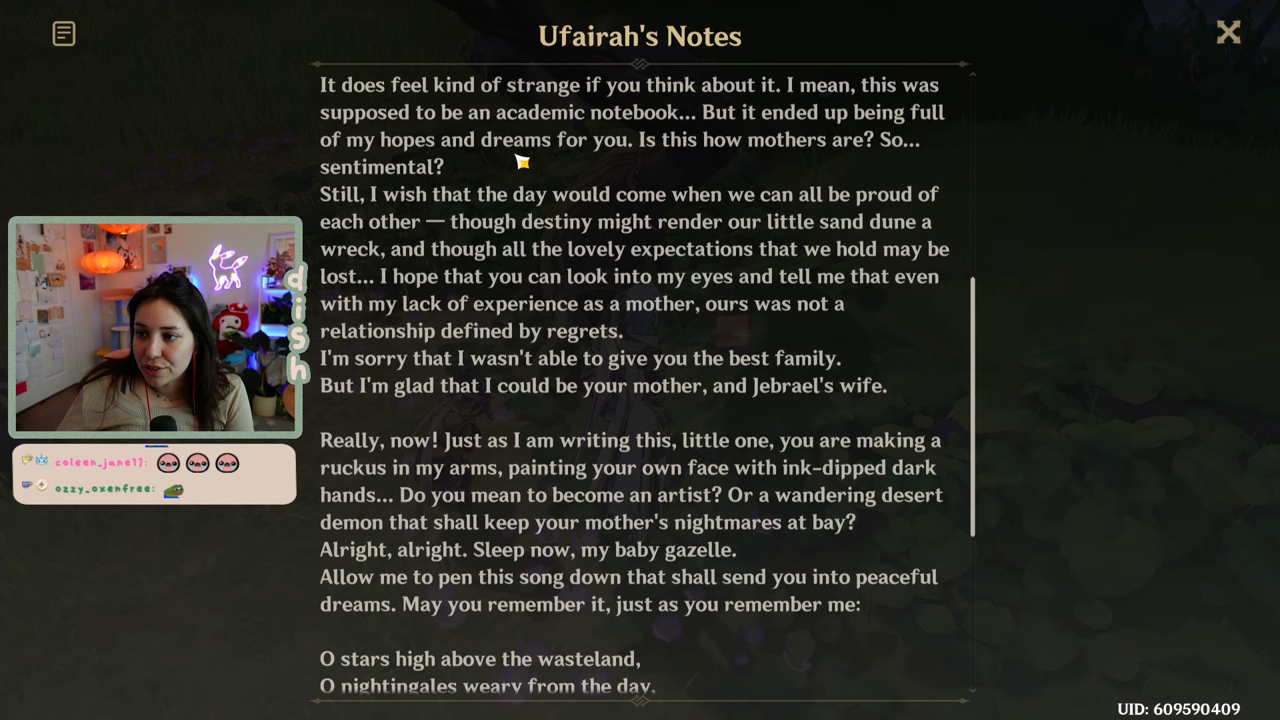 Ufairah's Notes
It does feel kind of strange if you think about it. I mean, this was
supposed to be an academic notebook... But it ended up being full
of my hopes and dreams for you. Is this how mothers are? So...
sentimental?
Still, I wish that the day would come when we can all be proud of
each other — though destiny might render our little sand dune a
wreck, and though all the lovely expectations that we hold may be
lost... I hope that you can look into my eyes and tell me that even
with my lack of experience as a mother, ours was not a
relationship defined by regrets.
I'm sorry that I wasn't able to give you the best family.
But I'm glad that I could be your mother, and Jebrael's wife.
Really, now! Just as I am writing this, little one, you are making a
ruckus in my arms, painting your own face with ink-dipped dark
hands... Do you mean to become an artist? Or a wandering desert
demon that shall keep your mother's nightmares at bay?
Alright, alright. Sleep now, my baby gazelle.
Allow me to pen this song down that shall send you into peaceful
dreams. May you remember it, just as you remember me:
O stars high above the wasteland,
O nightingales weary from the day,
dish
coleen_jane17:
ozzy_oxenfree:
UID: 609590409